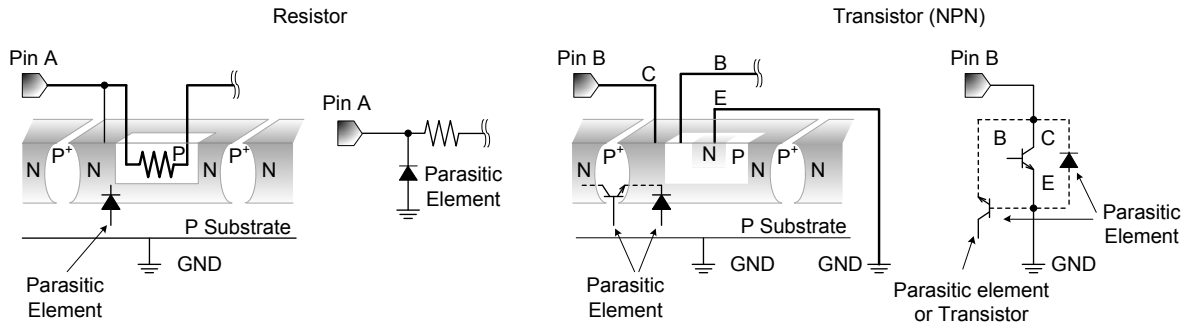 Resistor
Transistor (NPN)
Pin A
N
P+
N
P
N
P+
N
Parasitic
Element
P Substrate
GND
Pin A
Parasitic
Element
Pin B
C
B
E
N
P+
N
P
N
P+
N
P Substrate
GND
GND
Parasitic
Element
Pin B
B
C
E
Parasitic
Element
GND
Parasitic element
or Transistor